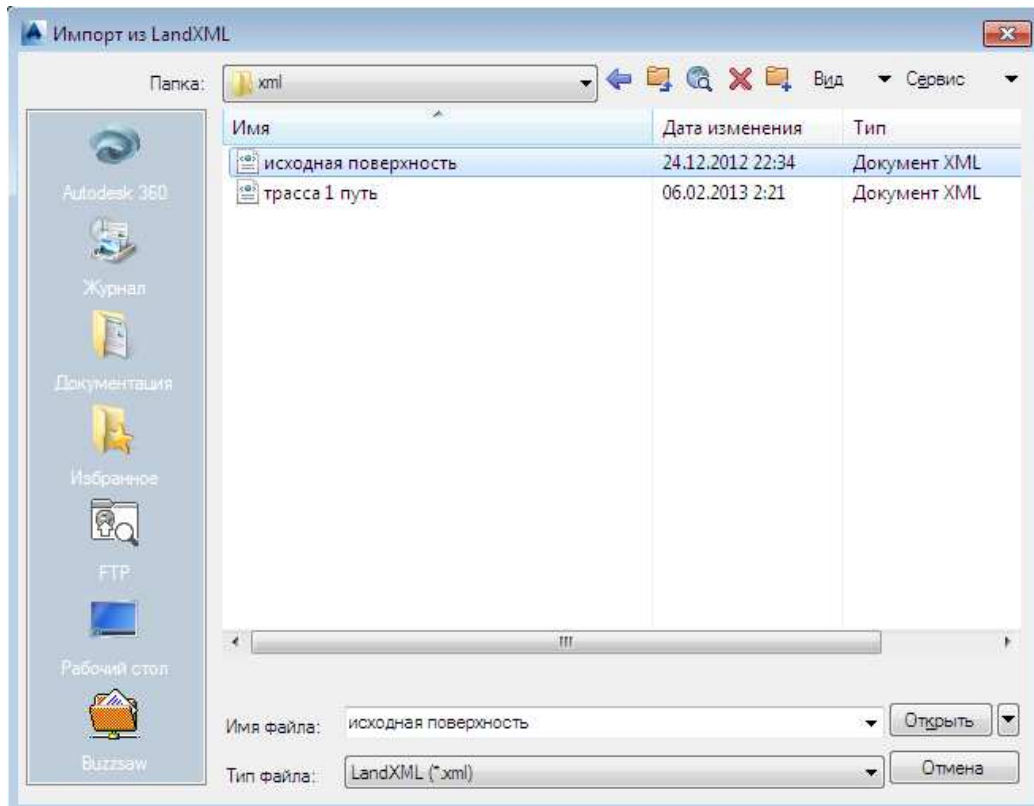 Импорт из LandXML
Папка: xml Вид Сервис
Имя Дата изменения Тип
исходная поверхность 24.12.2012 22:34 Документ XML
трасса 1 путь 06.02.2013 2:21 Документ XML
Autodesk 360
Журнал
Документация
Избранное
FTP
Рабочий стол
Buzzsaw
Имя файла: исходная поверхность Открыть
Тип файла: LandXML (*.xml) Отмена